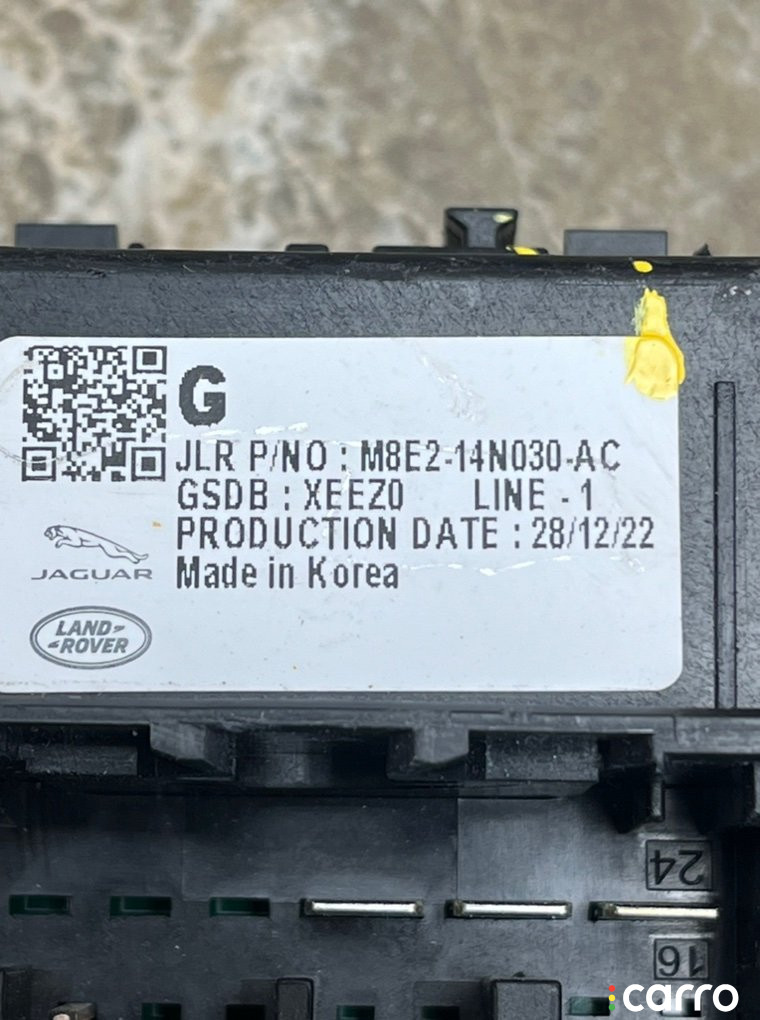 G
JLR P/NO : M8E2-14N030-AC
GSDB : XEEZ0 LINE - 1
PRODUCTION DATE : 28/12/22
Made in Korea
JAGUAR
LAND-
-ROVER
24
16
carro